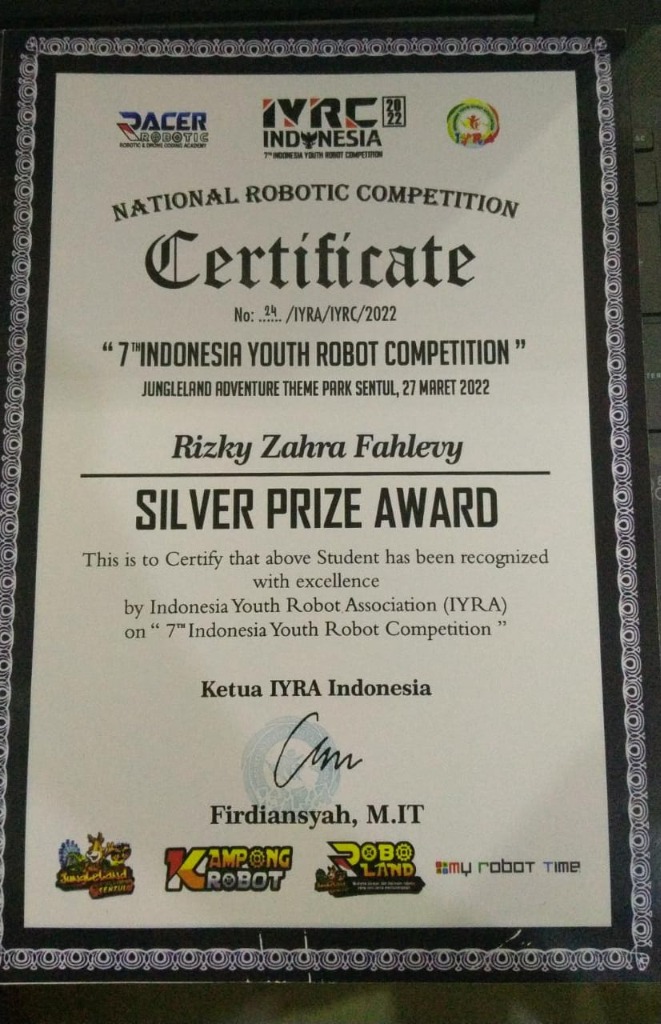 RACER
ROBOTIC
ROBOTIC & DRONE CODING ACADEMY
IYRC 2022
INDONESIA
7TH INDONESIA YOUTH ROBOT COMPETITION
IYRA
NATIONAL ROBOTIC COMPETITION
Certificate
No: ..24.. /IYRA/IYRC/2022
“ 7TH INDONESIA YOUTH ROBOT COMPETITION ”
JUNGLELAND ADVENTURE THEME PARK SENTUL, 27 MARET 2022
Rizky Zahra Fahlevy
SILVER PRIZE AWARD
This is to Certify that above Student has been recognized
with excellence
by Indonesia Youth Robot Association (IYRA)
on “ 7TH Indonesia Youth Robot Competition ”
Ketua IYRA Indonesia
Firdiansyah, M.IT
JungleLand
SENTUL
KAMPONG
ROBOT
ROBO
LAND
my robot time